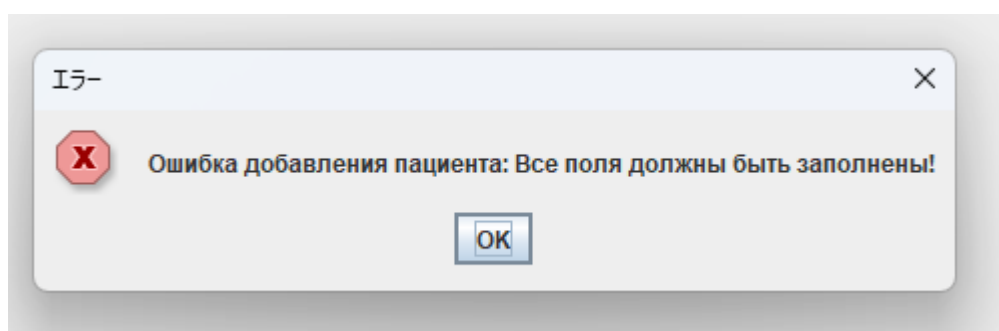 エラー
Ошибка добавления пациента: Все поля должны быть заполнены!
OK